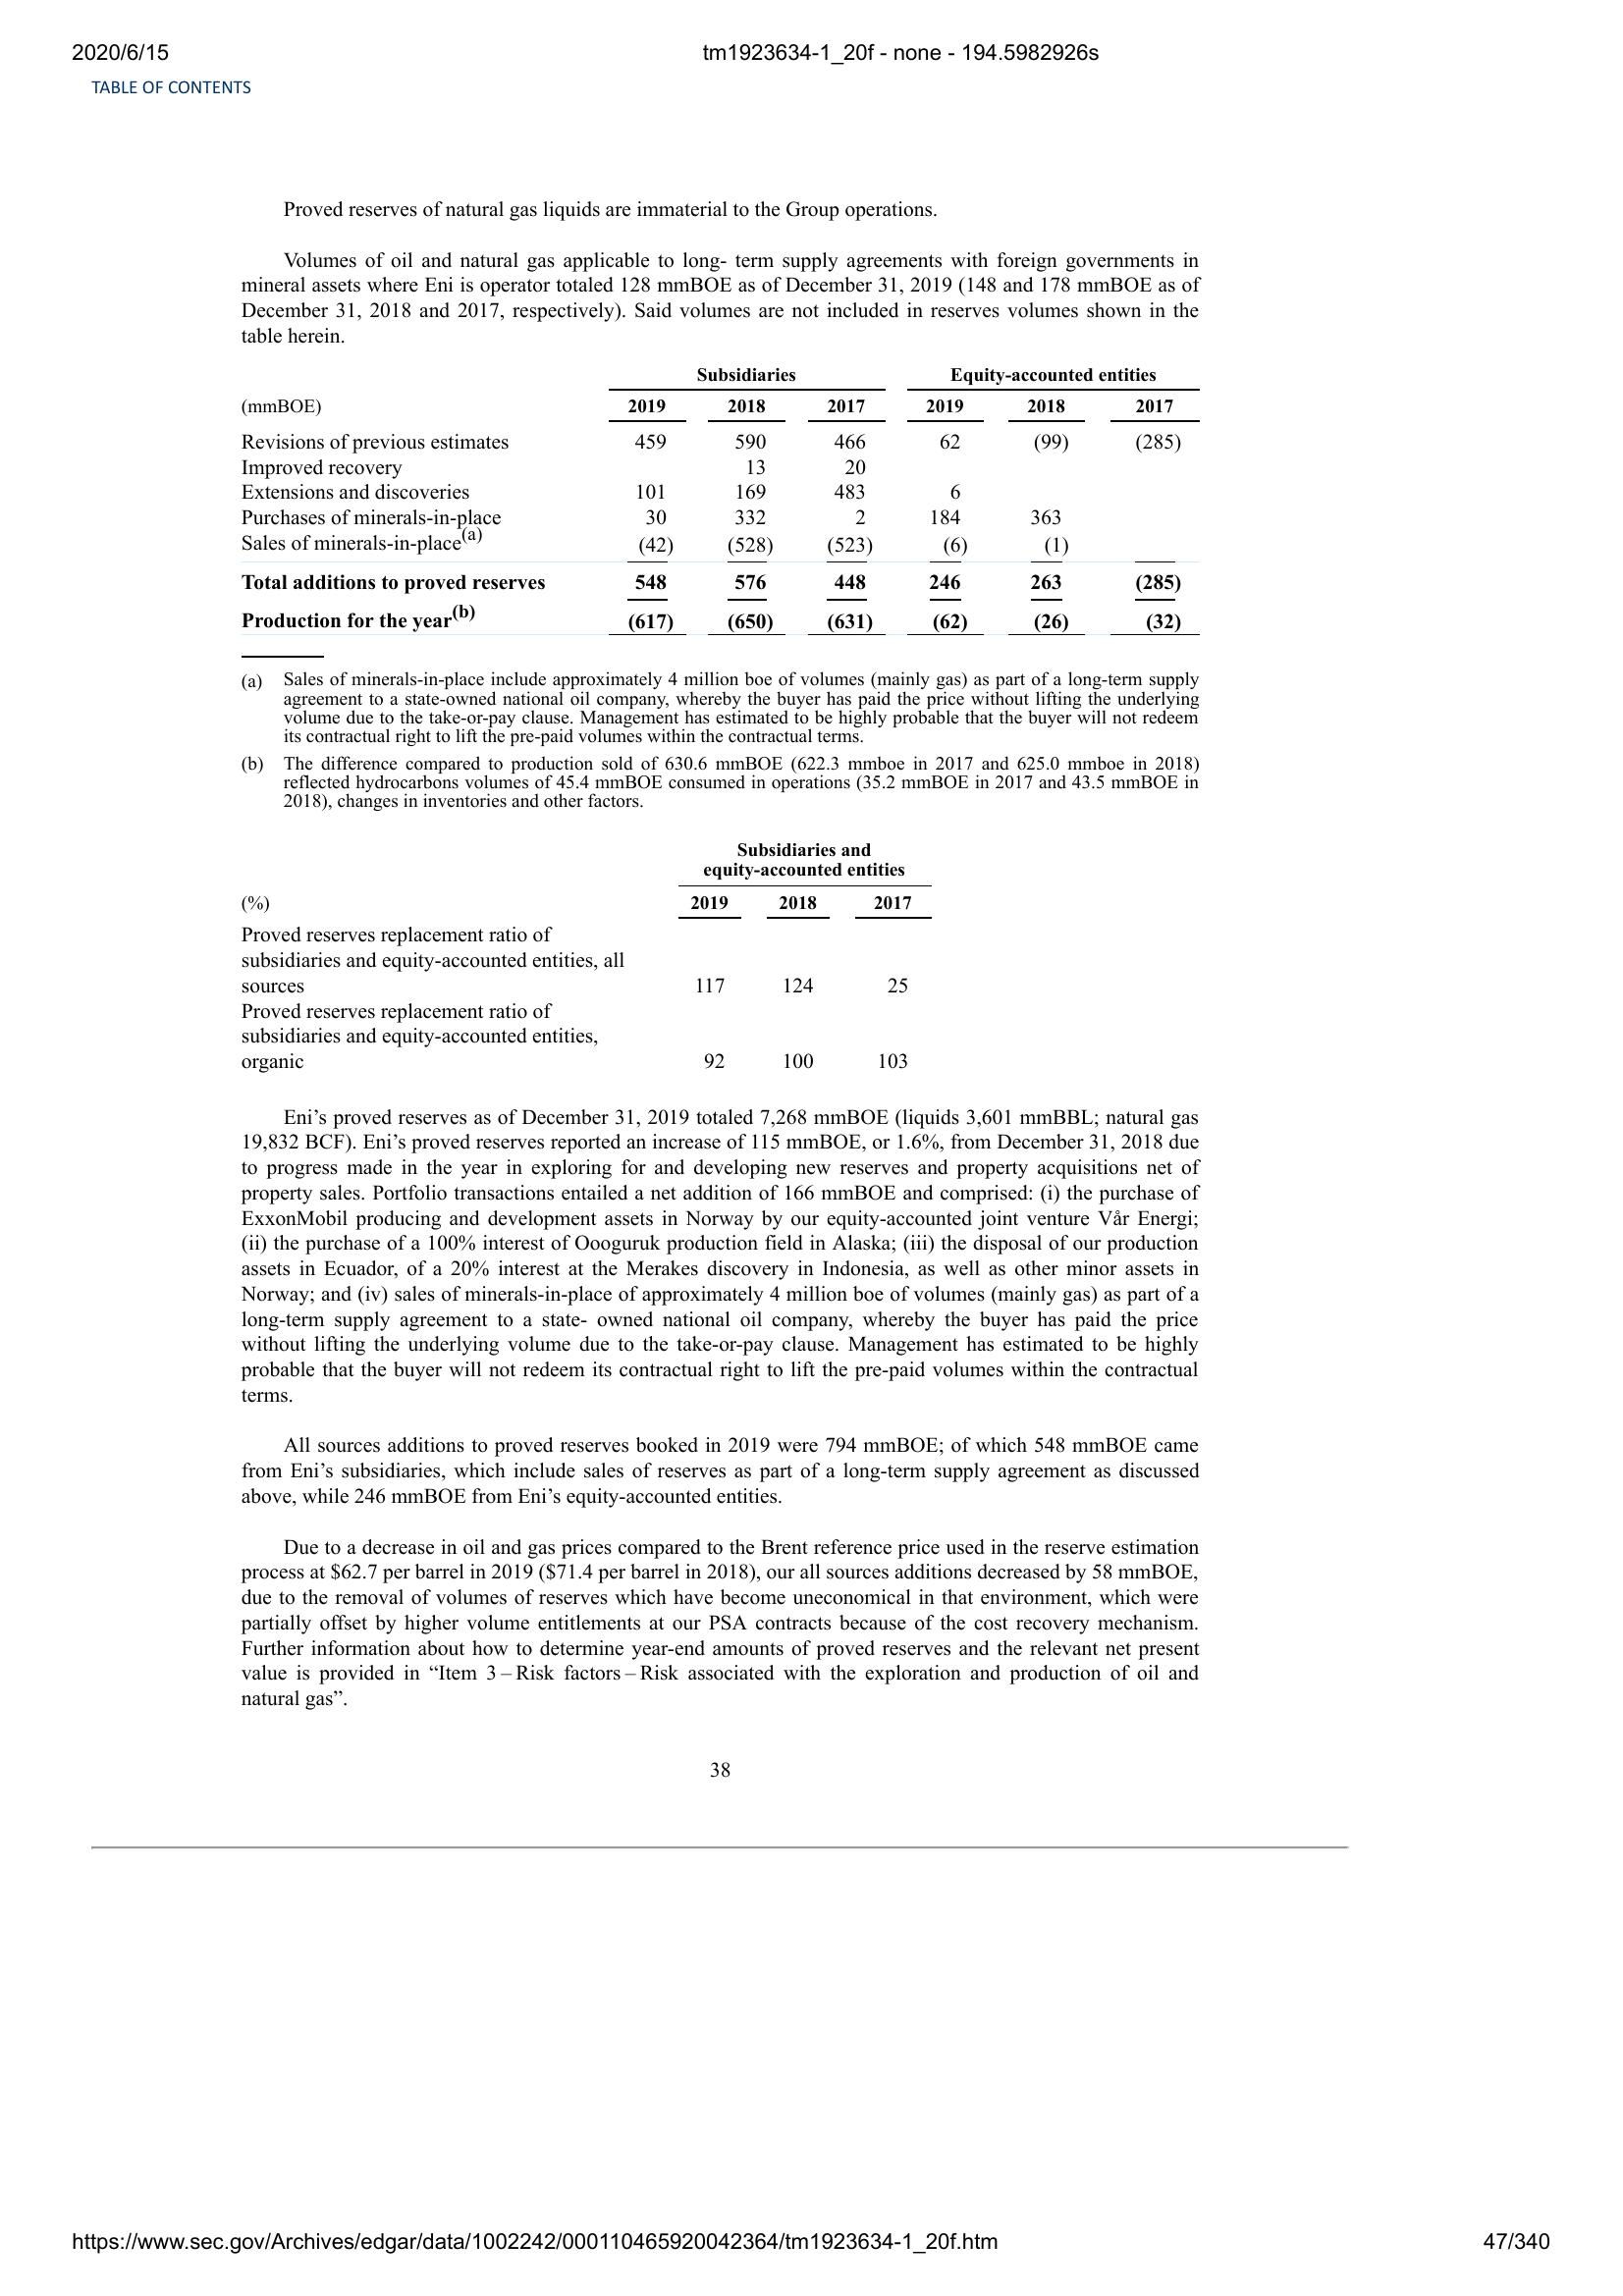 2020/6/15 tm1923634-1_20f - none - 194.5982926s
TABLE OF CONTENTS
Proved reserves of natural gas liquids are immaterial to the Group operations.
Volumes of oil and natural gas applicable to long- term supply agreements with foreign governments in
mineral assets where Eni is operator totaled 128 mmBOE as of December 31, 2019 (148 and 178 mmBOE as of
December 31, 2018 and 2017, respectively). Said volumes are not included in reserves volumes shown in the
table herein.
Subsidiaries Equity-accounted entities
(mmBOE) 2019 2018 2017 2019 2018 2017
Revisions of previous estimates 459 590 466 62 (99) (285)
Improved recovery 13 20
Extensions and discoveries 101 169 483 6
Purchases of minerals-in-place 30 332 2 184 363
Sales of minerals-in-place(a) (42) (528) (523) (6) (1)
Total additions to proved reserves 548 576 448 246 263 (285)
Production for the year(b) (617) (650) (631) (62) (26) (32)
(a) Sales of minerals-in-place include approximately 4 million boe of volumes (mainly gas) as part of a long-term supply
agreement to a state-owned national oil company, whereby the buyer has paid the price without lifting the underlying
volume due to the take-or-pay clause. Management has estimated to be highly probable that the buyer will not redeem
its contractual right to lift the pre-paid volumes within the contractual terms.
(b) The difference compared to production sold of 630.6 mmBOE (622.3 mmboe in 2017 and 625.0 mmboe in 2018)
reflected hydrocarbons volumes of 45.4 mmBOE consumed in operations (35.2 mmBOE in 2017 and 43.5 mmBOE in
2018), changes in inventories and other factors.
Subsidiaries and
equity-accounted entities
(%) 2019 2018 2017
Proved reserves replacement ratio of
subsidiaries and equity-accounted entities, all
sources 117 124 25
Proved reserves replacement ratio of
subsidiaries and equity-accounted entities,
organic 92 100 103
Eni’s proved reserves as of December 31, 2019 totaled 7,268 mmBOE (liquids 3,601 mmBBL; natural gas
19,832 BCF). Eni’s proved reserves reported an increase of 115 mmBOE, or 1.6%, from December 31, 2018 due
to progress made in the year in exploring for and developing new reserves and property acquisitions net of
property sales. Portfolio transactions entailed a net addition of 166 mmBOE and comprised: (i) the purchase of
ExxonMobil producing and development assets in Norway by our equity-accounted joint venture Vår Energi;
(ii) the purchase of a 100% interest of Oooguruk production field in Alaska; (iii) the disposal of our production
assets in Ecuador, of a 20% interest at the Merakes discovery in Indonesia, as well as other minor assets in
Norway; and (iv) sales of minerals-in-place of approximately 4 million boe of volumes (mainly gas) as part of a
long-term supply agreement to a state- owned national oil company, whereby the buyer has paid the price
without lifting the underlying volume due to the take-or-pay clause. Management has estimated to be highly
probable that the buyer will not redeem its contractual right to lift the pre-paid volumes within the contractual
terms.
All sources additions to proved reserves booked in 2019 were 794 mmBOE; of which 548 mmBOE came
from Eni’s subsidiaries, which include sales of reserves as part of a long-term supply agreement as discussed
above, while 246 mmBOE from Eni’s equity-accounted entities.
Due to a decrease in oil and gas prices compared to the Brent reference price used in the reserve estimation
process at $62.7 per barrel in 2019 ($71.4 per barrel in 2018), our all sources additions decreased by 58 mmBOE,
due to the removal of volumes of reserves which have become uneconomical in that environment, which were
partially offset by higher volume entitlements at our PSA contracts because of the cost recovery mechanism.
Further information about how to determine year-end amounts of proved reserves and the relevant net present
value is provided in “Item 3 – Risk factors – Risk associated with the exploration and production of oil and
natural gas”.
38
https://www.sec.gov/Archives/edgar/data/1002242/000110465920042364/tm1923634-1_20f.htm 47/340